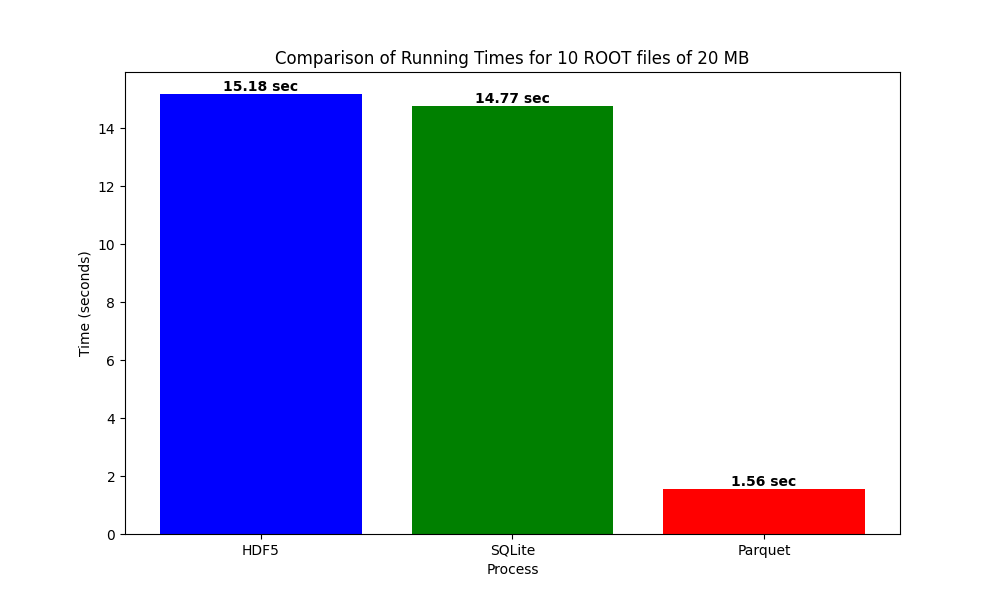 Comparison of Running Times for 10 ROOT files of 20 MB
15.18 sec
14.77 sec
1.56 sec
14
12
10
8
6
4
2
0
Time (seconds)
HDF5
SQLite
Parquet
Process